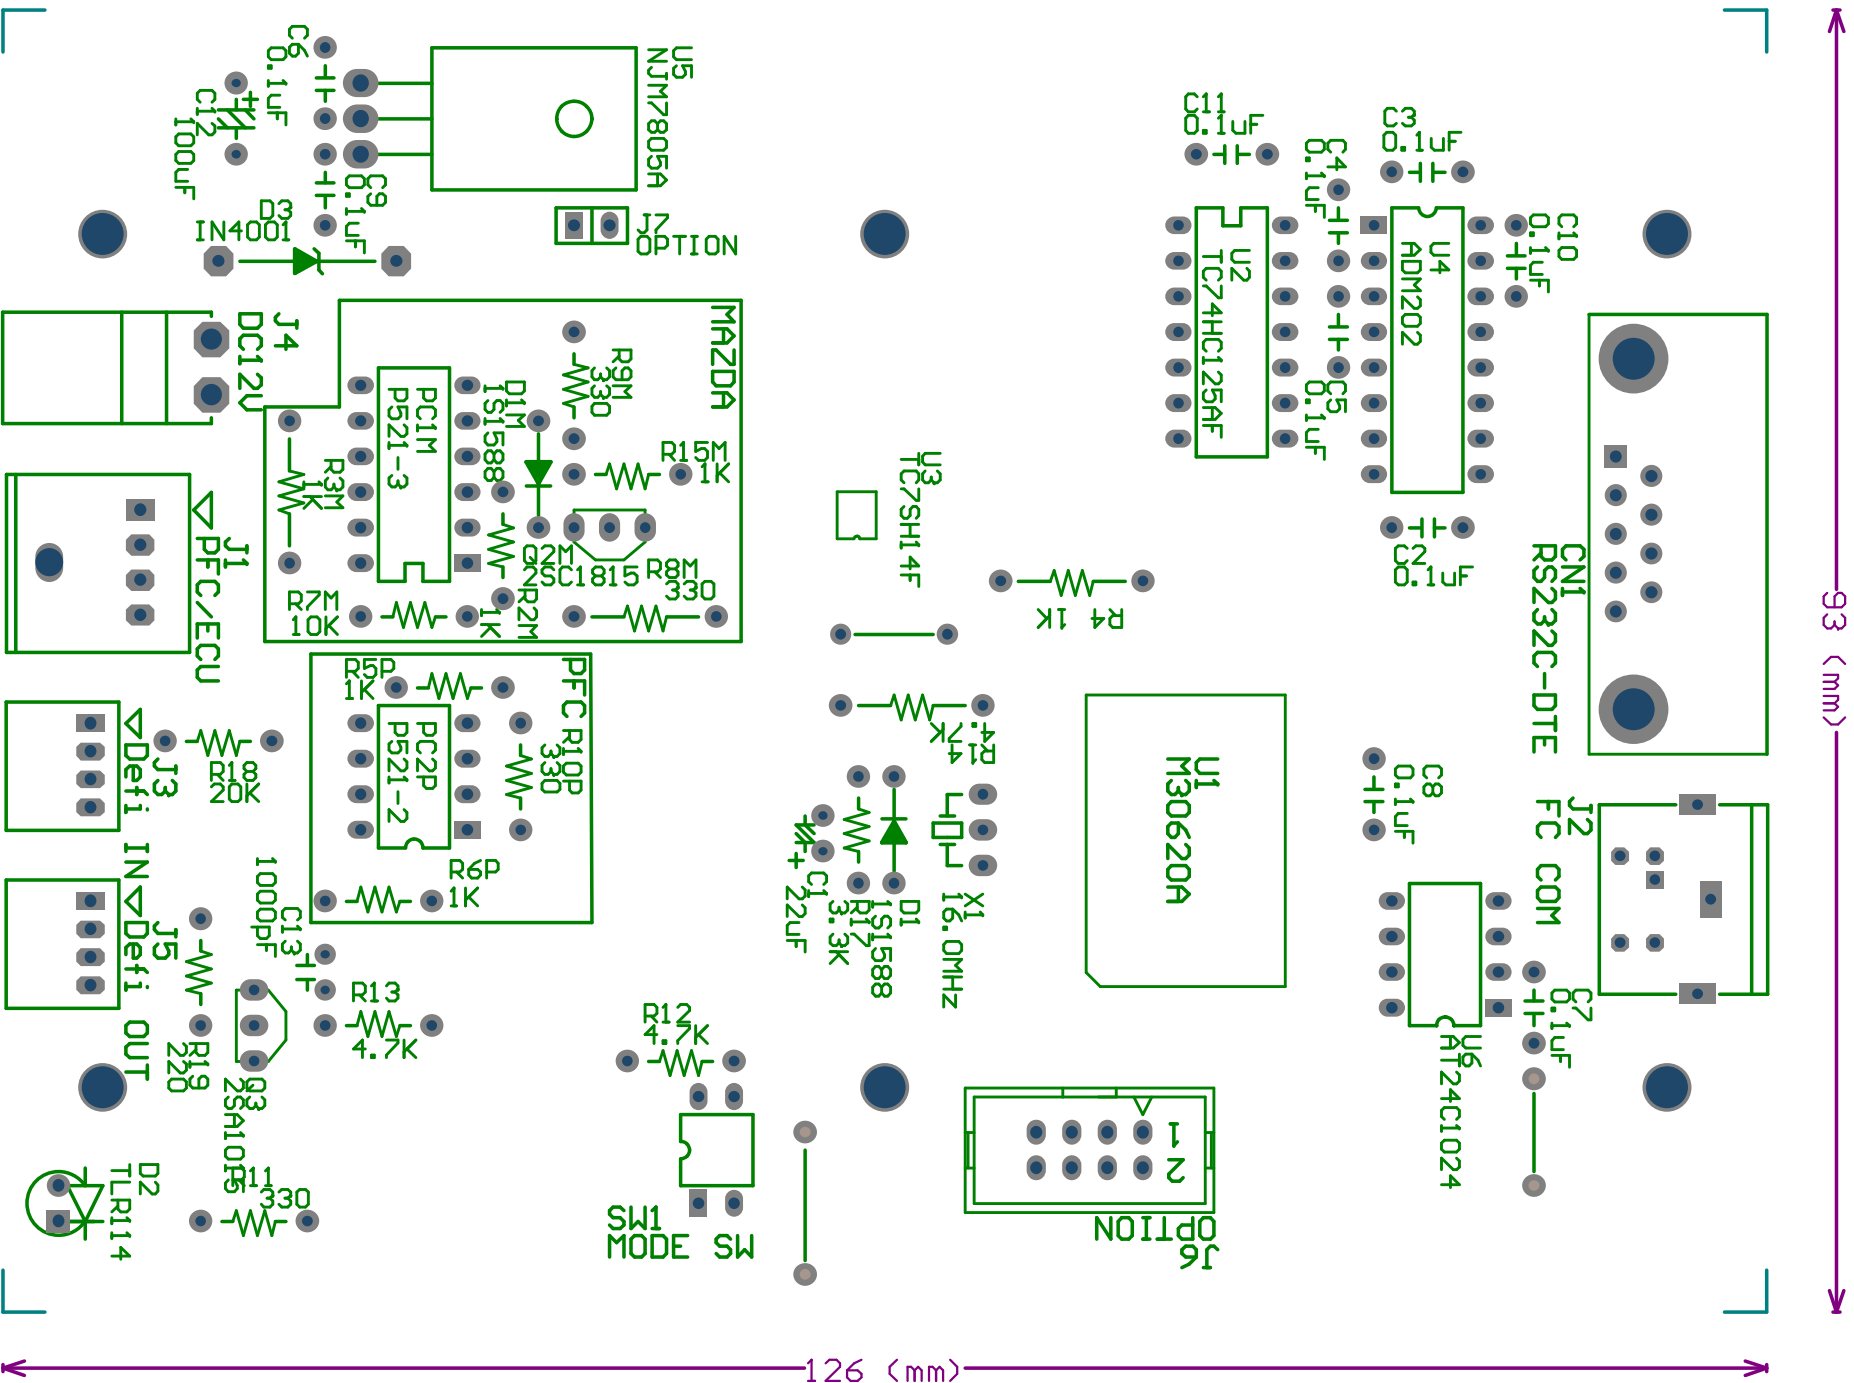 C6
0.1uF
C12
100uF
U5
NJM7805A
C9
0.1uF
D3
IN4001
J7
OPTION
C11
0.1uF
C4
0.1uF
C3
0.1uF
C10
0.1uF
U2
TC74HC125AF
U4
ADM202
C5
0.1uF
C2
0.1uF
J4
DC12V
MAZDA
R9M
330
D1M
1S1588
PC1M
P521-3
R3M
1K
R15M
1K
Q2M
2SC1815
R8M
330
R2M
1K
R7M
10K
J1
PFC/ECU
U3
TC7SH14F
R4 1K
CN1
RS232C-DTE
93 (mm)
PFC
R5P
1K
PC2P
P521-2
R10P
330
R6P
1K
J3
Defi IN
R18
20K
R14
4.7K
U1
M30620A
C8
0.1uF
J2
FC COM
C1
22uF
R17
3.3K
D1
1S1588
X1
16.0MHz
J5
Defi OUT
C13
1000pF
R13
4.7K
R19
220
Q3
2SA1015
R12
4.7K
C7
0.1uF
U6
AT24C1024
D2
TLR114
R11
330
SW1
MODE SW
1
2
OPTION
J6
126 (mm)